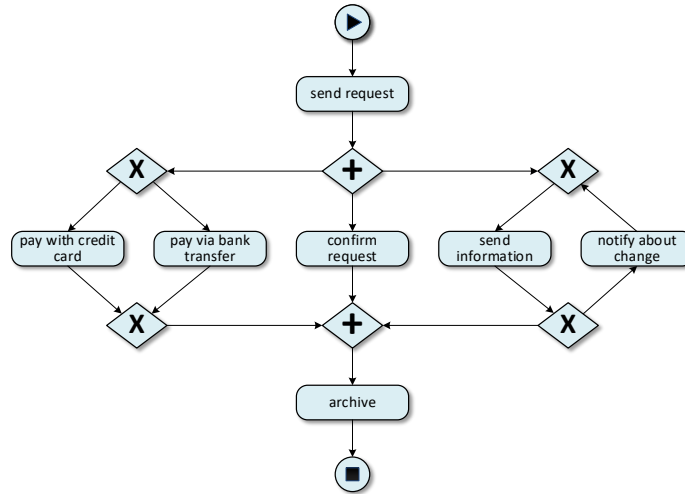 send request
X
+
X
pay with credit
card
pay via bank
transfer
confirm
request
send
information
notify about
change
X
+
X
archive